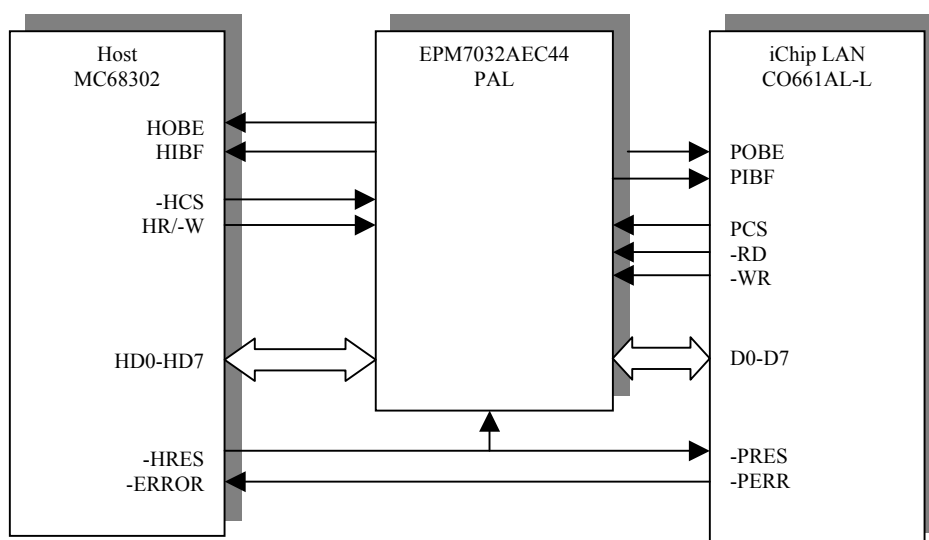 Host
MC68302
HOBE
HIBF
-HCS
HR/-W
HD0-HD7
-HRES
-ERROR
EPM7032AEC44
PAL
iChip LAN
CO661AL-L
POBE
PIBF
PCS
-RD
-WR
D0-D7
-PRES
-PERR